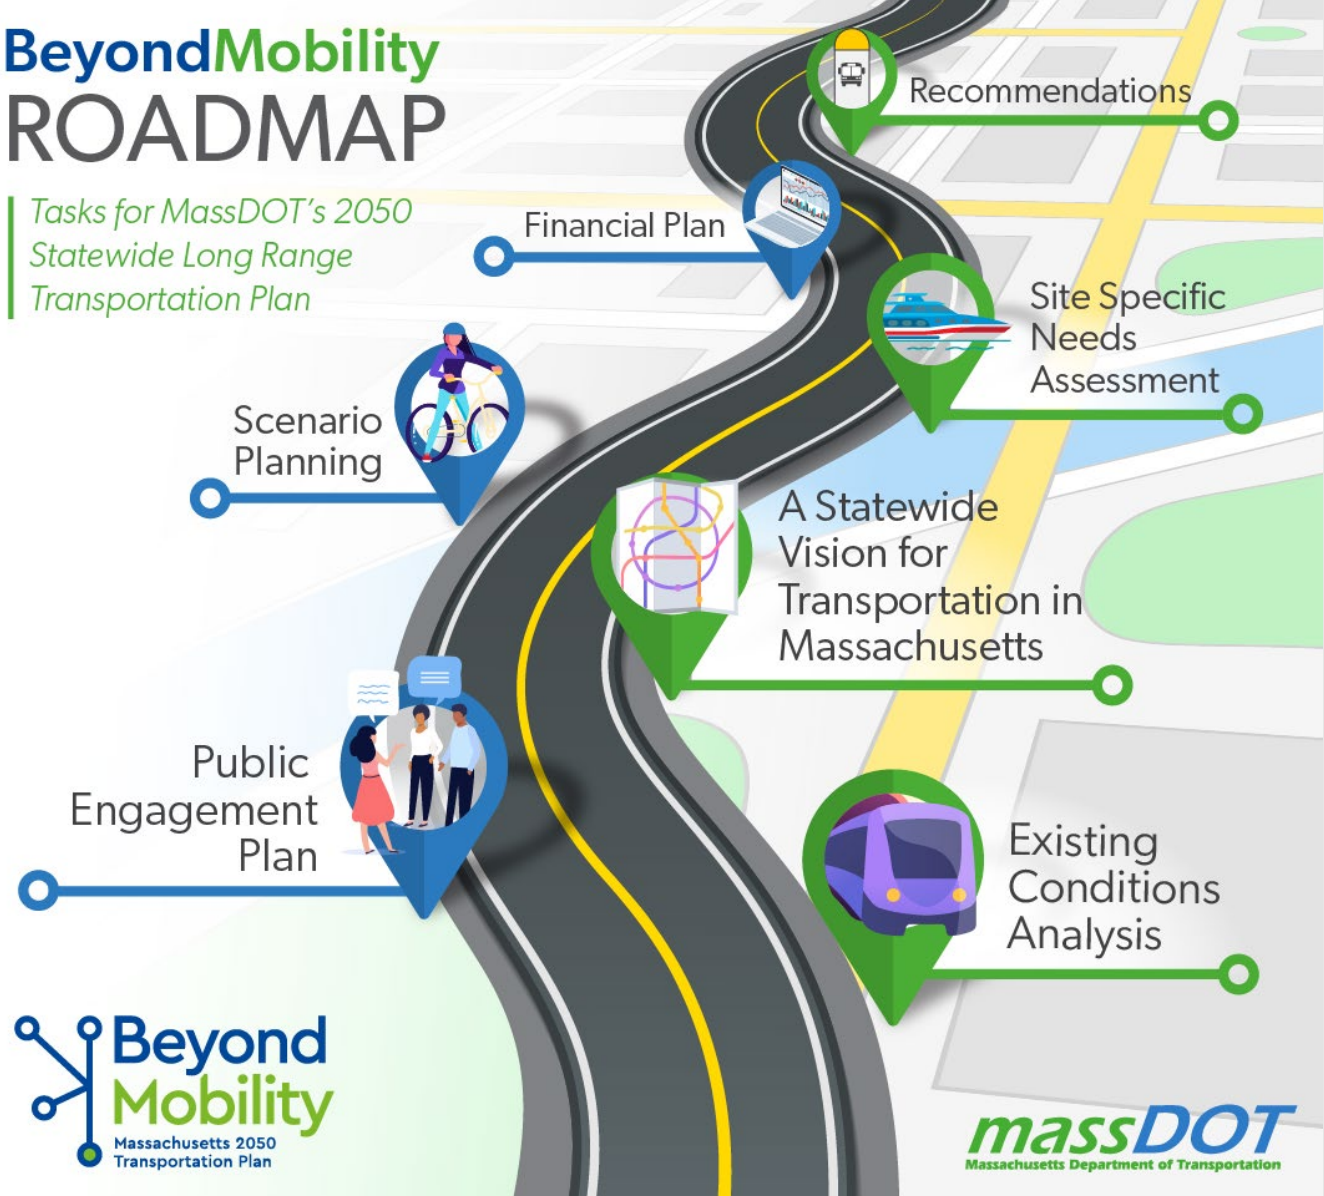 BeyondMobility
ROADMAP
Tasks for MassDOT's 2050
Statewide Long Range
Transportation Plan
Recommendations
Financial Plan
Site Specific
Needs
Assessment
Scenario
Planning
A Statewide
Vision for
Transportation in
Massachusetts
Public
Engagement
Plan
Existing
Conditions
Analysis
Beyond
Mobility
Massachusetts 2050
Transportation Plan
massDOT
Massachusetts Department of Transportation